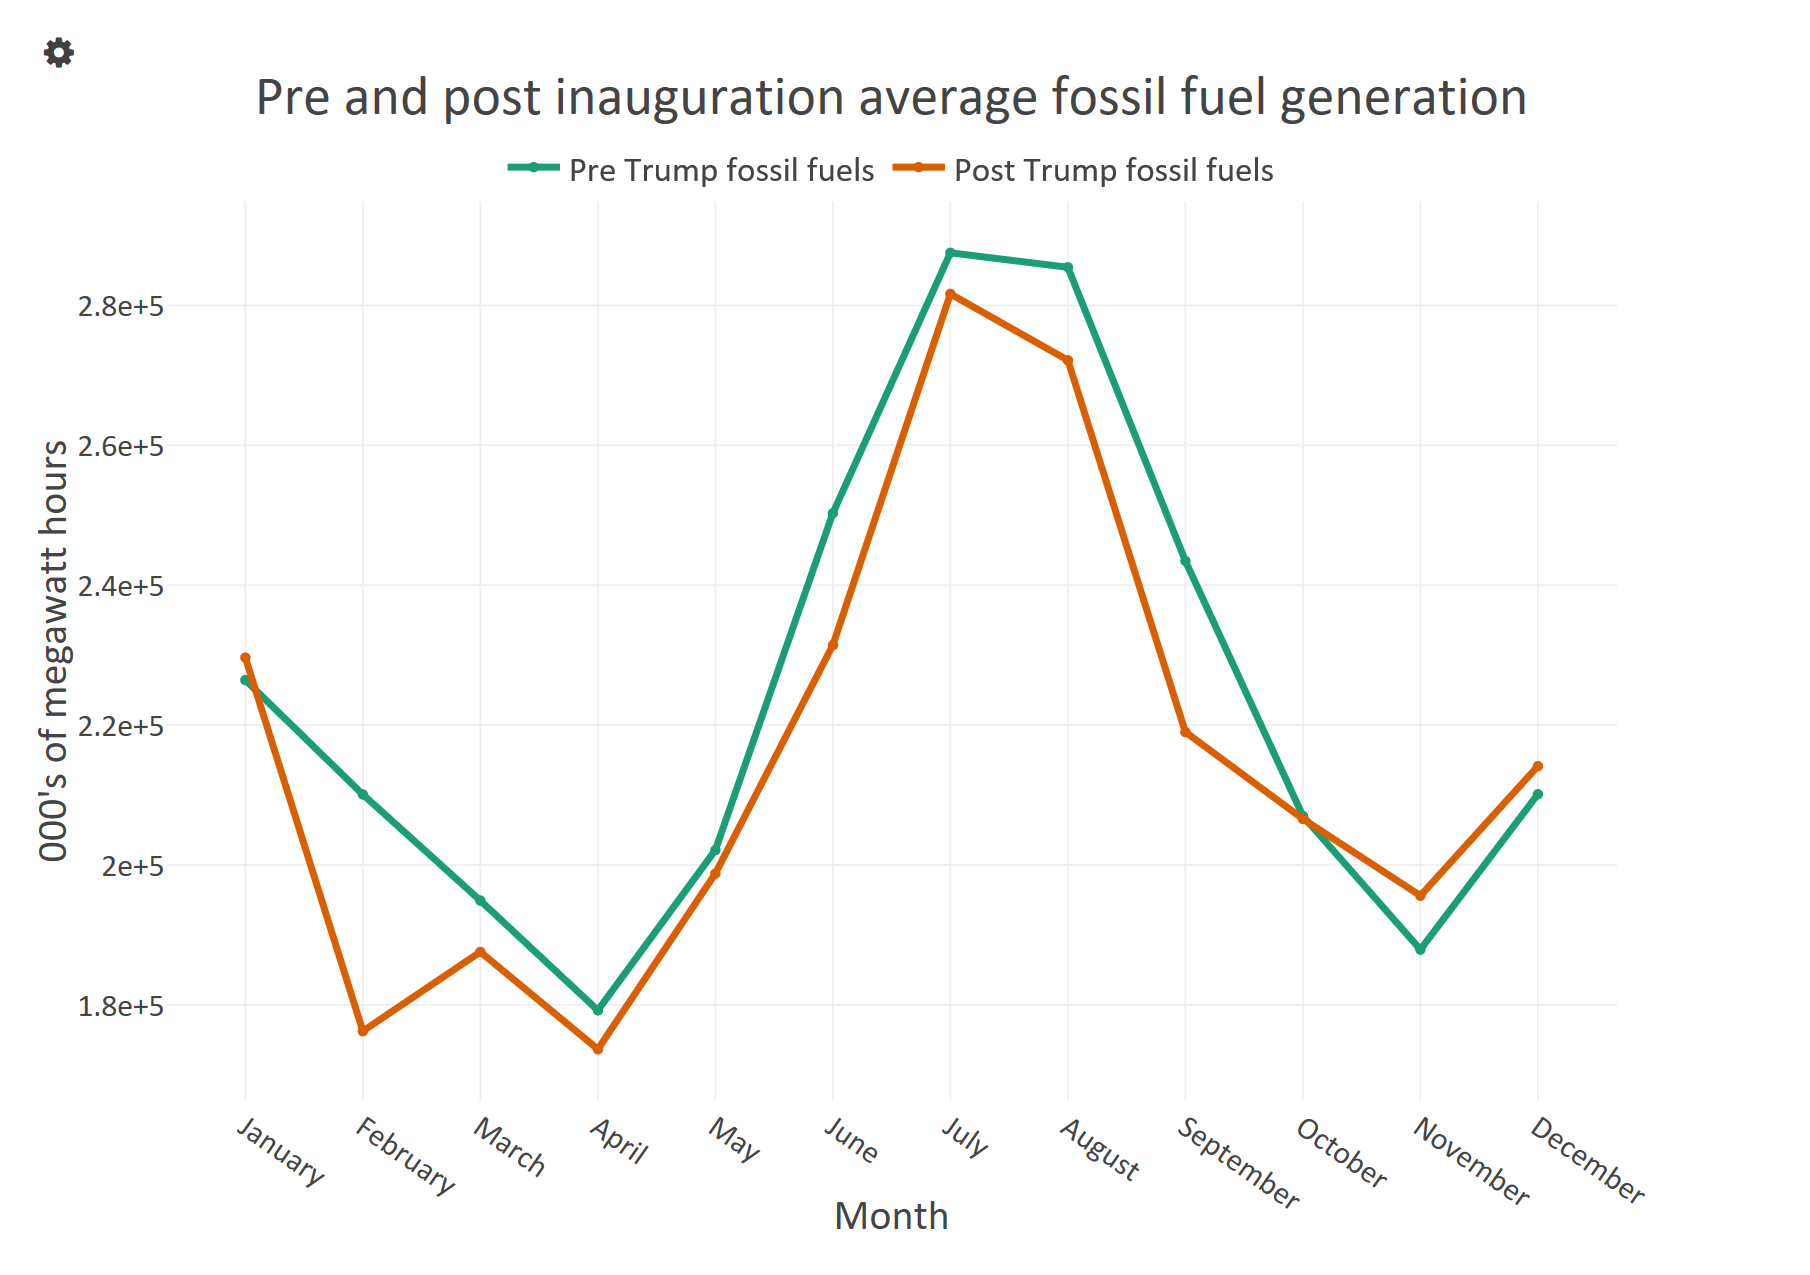 Pre and post inauguration average fossil fuel generation
Pre Trump fossil fuels Post Trump fossil fuels
000's of megawatt hours
2.8e+5
2.6e+5
2.4e+5
2.2e+5
2e+5
1.8e+5
January February March April May June July August September October November December
Month